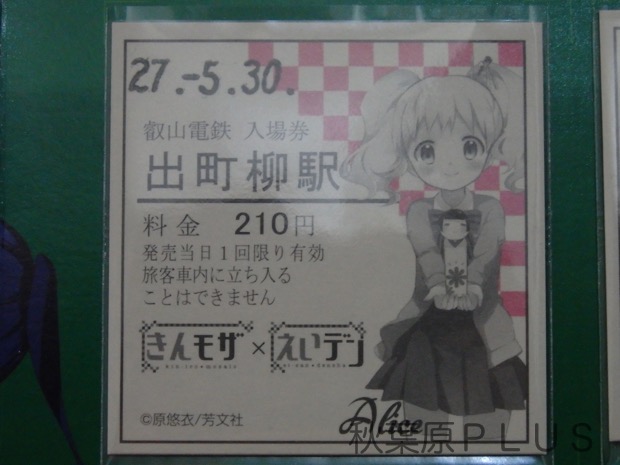 27.-5.30.
叡山電鉄 入場券
出町柳駅
料金 210円
発売当日1回限り有効
旅客車内に立ち入る
ことはできません
きんモザ×えいデン
©原悠衣/芳文社
Alice
秋葉原PLUS